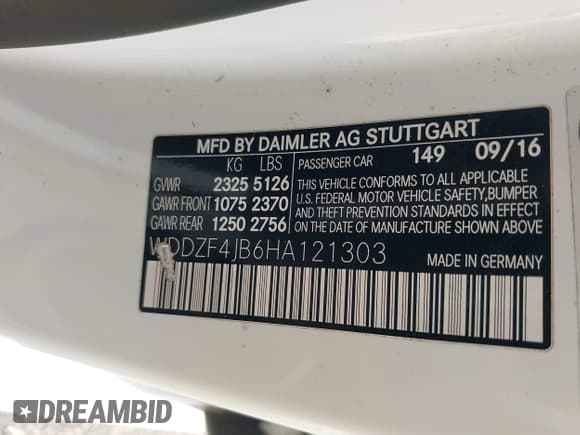 MFD BY DAIMLER AG STUTTGART
KG LBS PASSENGER CAR 149 09/16
GVWR 2325 5126
GAWR FRONT 1075 2370
GAWR REAR 1250 2756
THIS VEHICLE CONFORMS TO ALL APPLICABLE
U.S. FEDERAL MOTOR VEHICLE SAFETY,BUMPER
AND THEFT PREVENTION STANDARDS IN EFFECT
ON THE DATE OF MANUFACTURE SHOWN ABOVE.
WDDZF4JB6HA121303
MADE IN GERMANY
DREAMBID